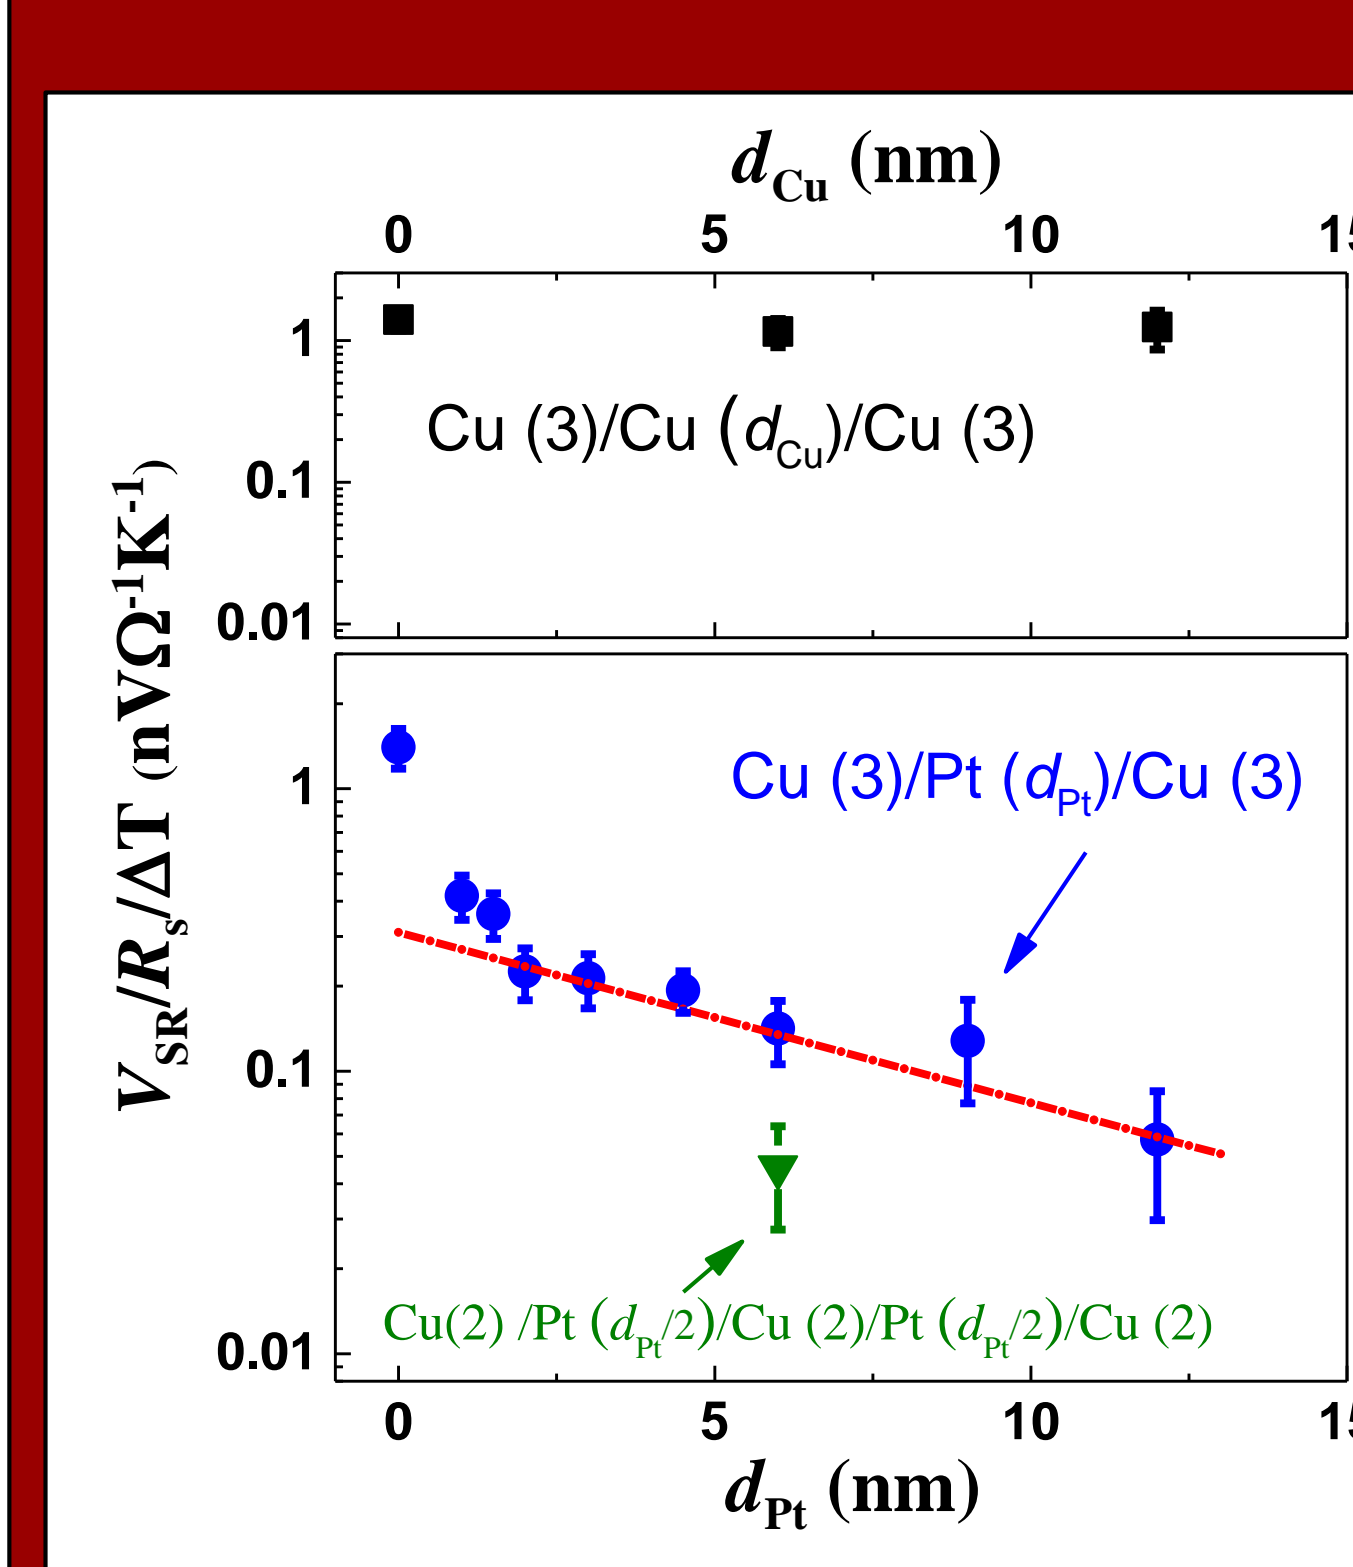 d_Cu (nm)
0 5 10
1
0.1
0.01
Cu (3)/Cu (d_Cu)/Cu (3)
V_SR/R_s/ΔT (nVΩ^-1K^-1)
Cu (3)/Pt (d_Pt)/Cu (3)
1
0.1
0.01
Cu(2) /Pt (d_Pt/2)/Cu (2)/Pt (d_Pt/2)/Cu (2)
0 5 10
d_Pt (nm)